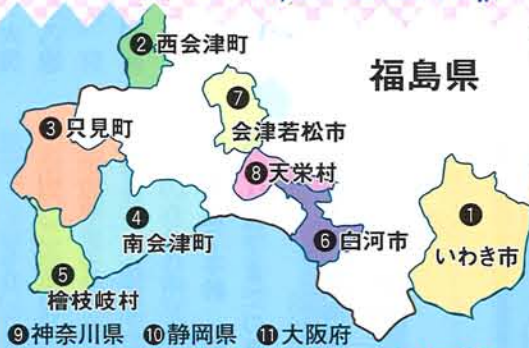 福島県
❷西会津町
❼
会津若松市
❸只見町
❽天栄村
❹
南会津町
❶
いわき市
❻白河市
❺
檜枝岐村
❾神奈川県 ❿静岡県 ⓫大阪府